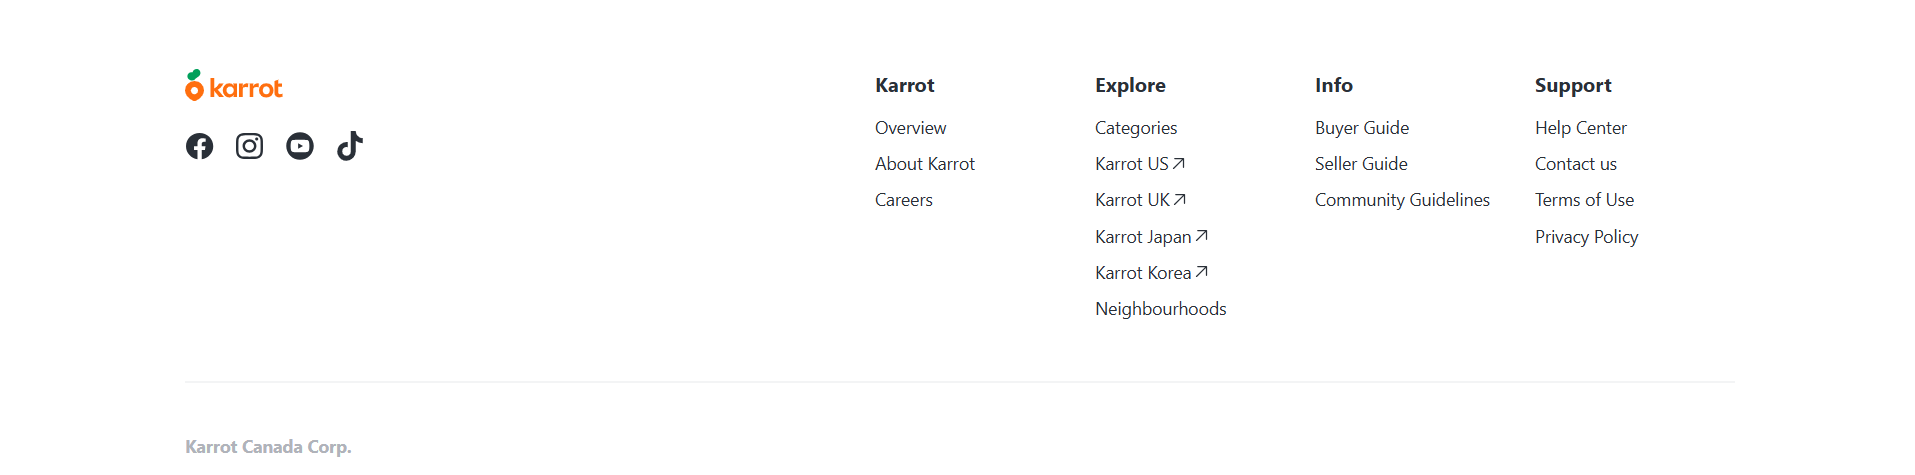 karrot
Karrot
Overview
About Karrot
Careers
Explore
Categories
Karrot US
Karrot UK
Karrot Japan
Karrot Korea
Neighbourhoods
Info
Buyer Guide
Seller Guide
Community Guidelines
Support
Help Center
Contact us
Terms of Use
Privacy Policy
Karrot Canada Corp.